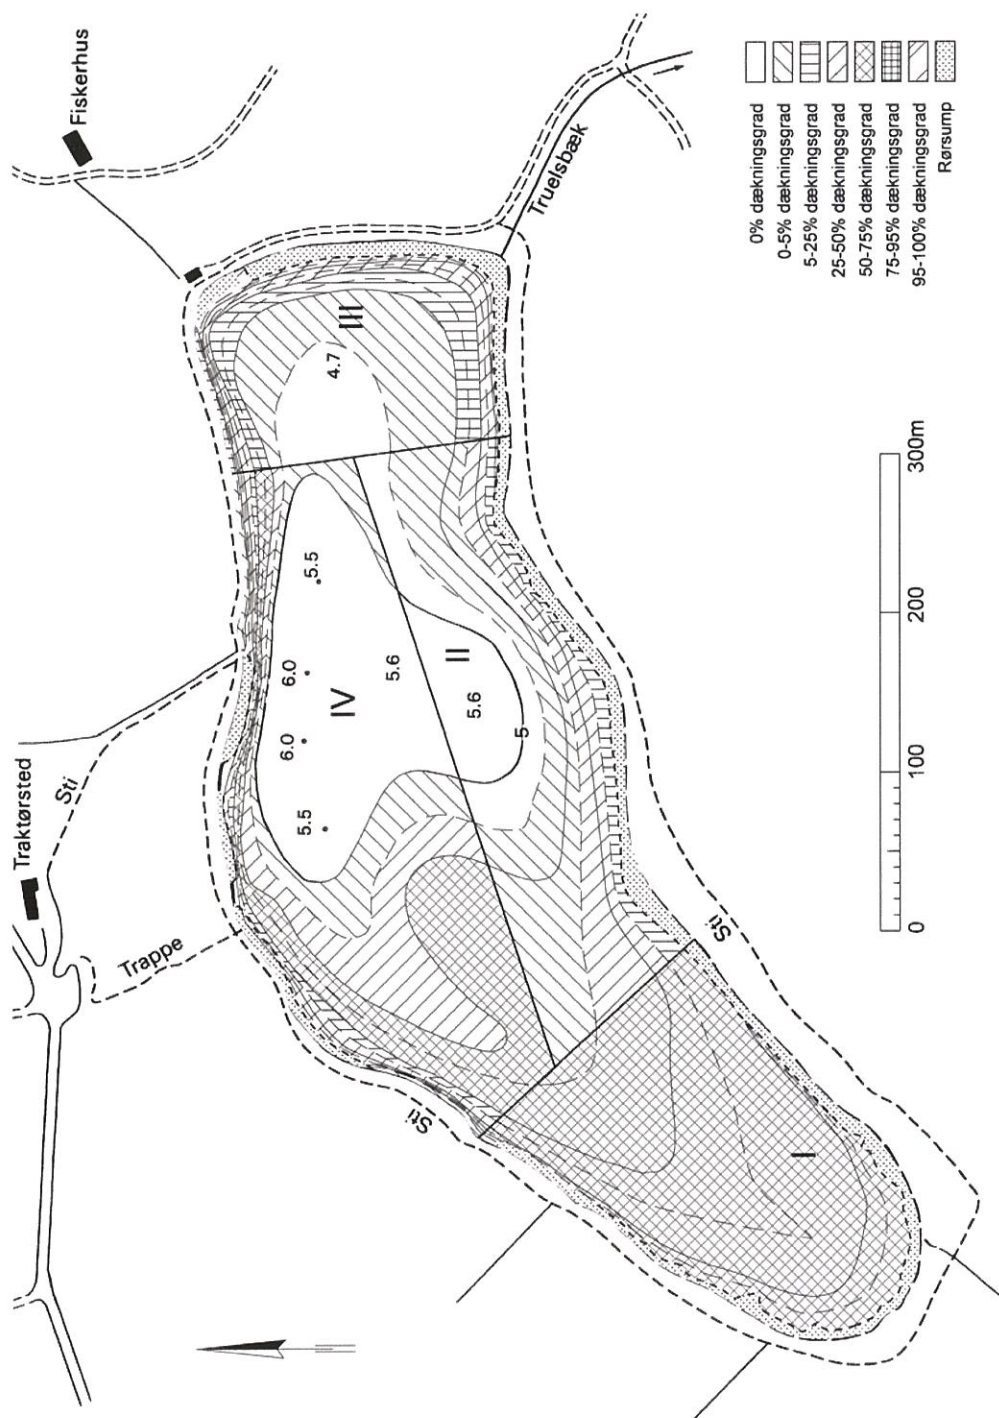 Fiskerhus
Traktørsted
Sti
Trappe
Truelsbæk
III
4.7
5.5
6.0
5.6
IV
II
6.0
5.6
5
5.5
Sti
Sti
I
0% dækningsgrad
0-5% dækningsgrad
5-25% dækningsgrad
25-50% dækningsgrad
50-75% dækningsgrad
75-95% dækningsgrad
95-100% dækningsgrad
Rørsump
0 100 200 300m